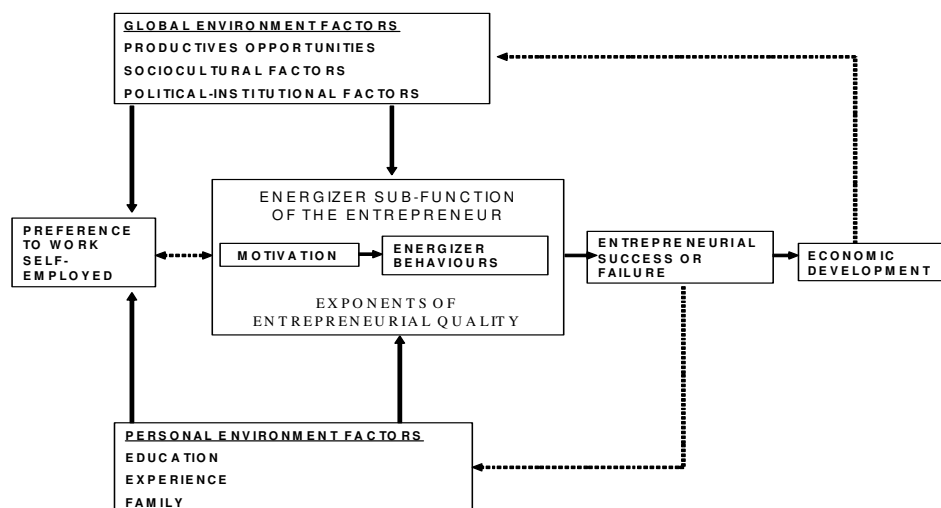 GLOBAL ENVIRONMENT FACTORS
PRODUCTIVES OPPORTUNITIES
SOCIOCULTURAL FACTORS
POLITICAL-INSTITUTIONAL FACTORS
ENERGIZER SUB-FUNCTION
OF THE ENTREPRENEUR
PREFERENCE
TO WORK
SELF-
EMPLOYED
MOTIVATION
ENERGIZER
BEHAVIOURS
ENTREPRENEURIAL
SUCCESS OR
FAILURE
ECONOMIC
DEVELOPMENT
EXPONENTS OF
ENTREPRENEURIAL QUALITY
PERSONAL ENVIRONMENT FACTORS
EDUCATION
EXPERIENCE
FAMILY